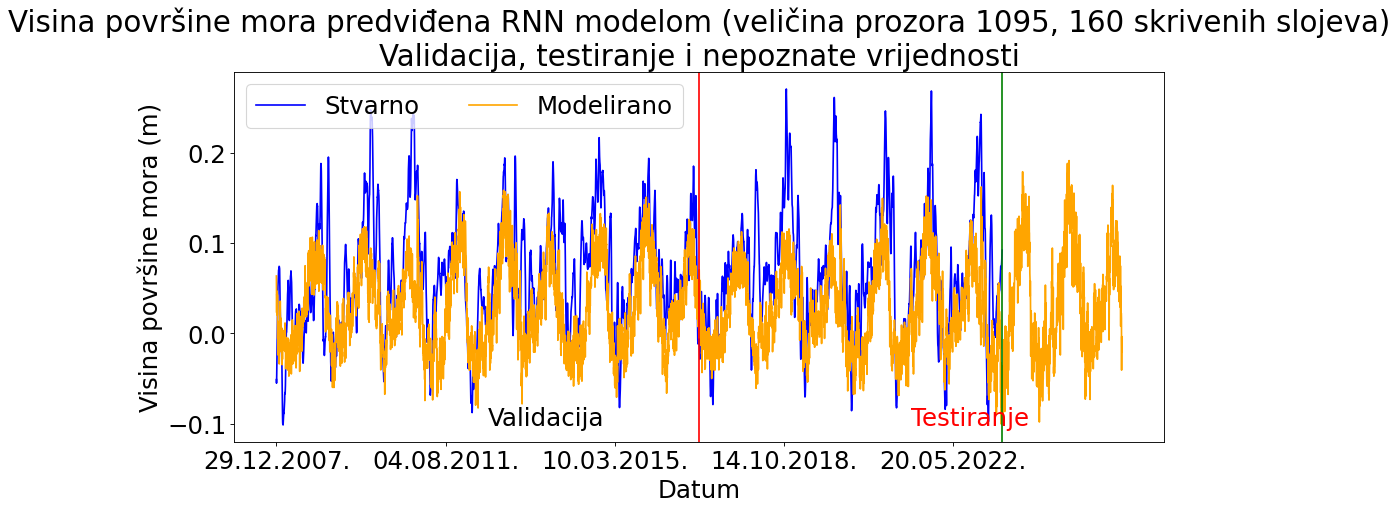 Visina površine mora predviđena RNN modelom (veličina prozora 1095, 160 skrivenih slojeva)
Validacija, testiranje i nepoznate vrijednosti
Stvarno
Modelirano
Visina površine mora (m)
0.2
0.1
0.0
−0.1
Validacija
Testiranje
29.12.2007.
04.08.2011.
10.03.2015.
14.10.2018.
20.05.2022.
Datum